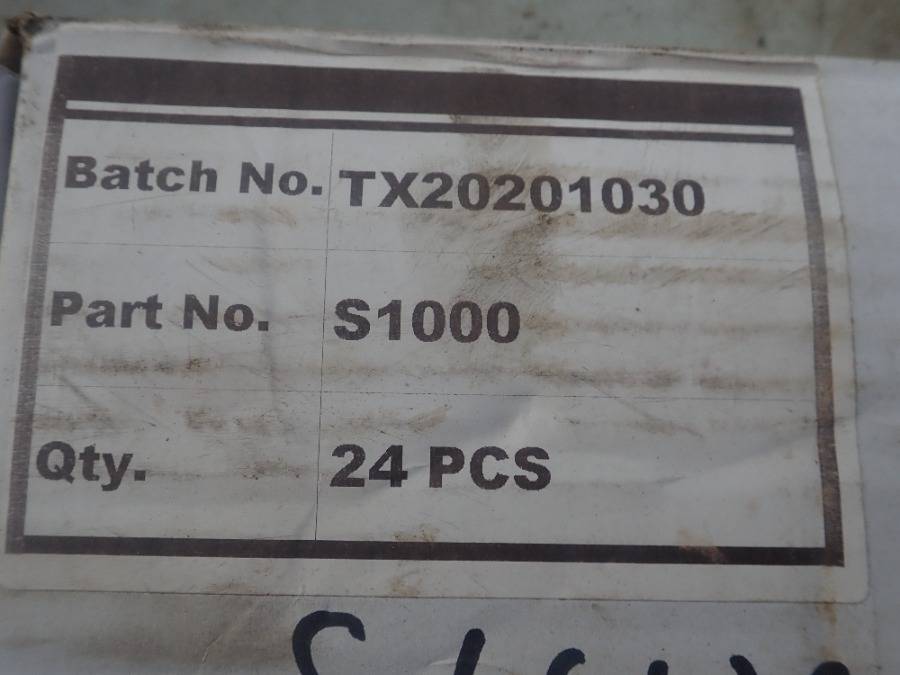 Batch No. TX20201030
Part No. S1000
Qty. 24 PCS